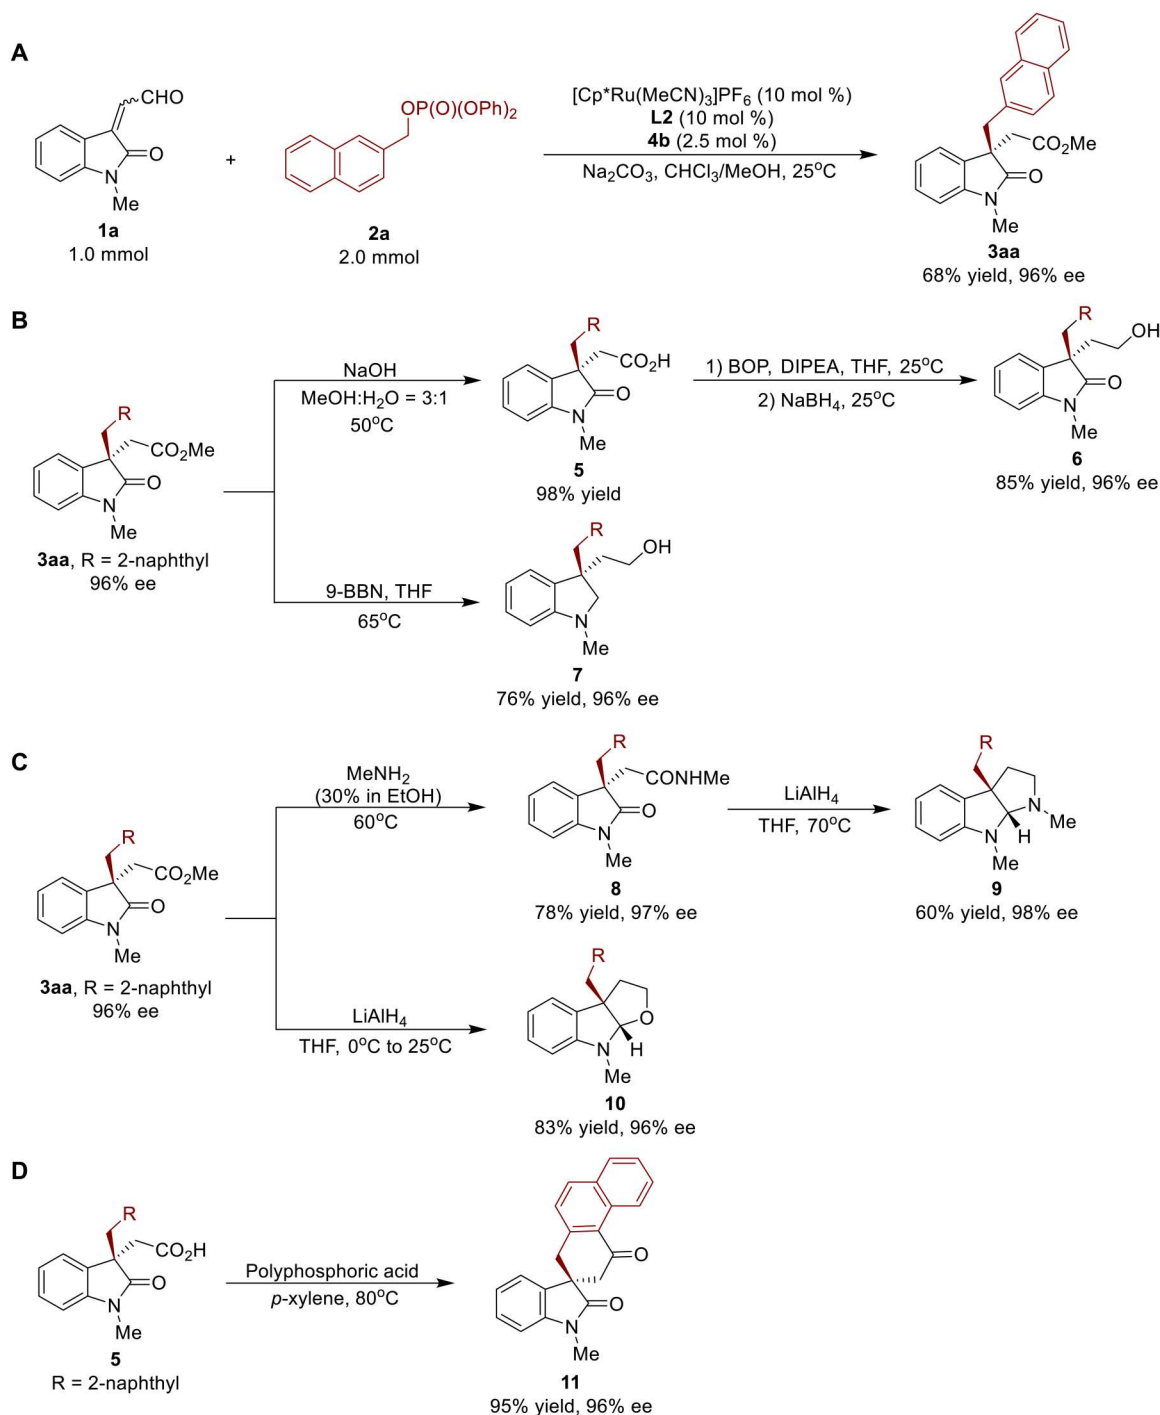 A
CHO
O
N
Me
1a
1.0 mmol
+
OP(O)(OPh)2
2a
2.0 mmol
[Cp*Ru(MeCN)3]PF6 (10 mol %)
L2 (10 mol %)
4b (2.5 mol %)
Na2CO3, CHCl3/MeOH, 25°C
CO2Me
O
N
Me
3aa
68% yield, 96% ee
B
R
CO2Me
O
N
Me
3aa, R = 2-naphthyl
96% ee
NaOH
MeOH:H2O = 3:1
50°C
R
CO2H
O
N
Me
5
98% yield
1) BOP, DIPEA, THF, 25°C
2) NaBH4, 25°C
R
OH
O
N
Me
6
85% yield, 96% ee
9-BBN, THF
65°C
R
OH
N
Me
7
76% yield, 96% ee
C
R
CO2Me
O
N
Me
3aa, R = 2-naphthyl
96% ee
MeNH2
(30% in EtOH)
60°C
R
CONHMe
O
N
Me
8
78% yield, 97% ee
LiAlH4
THF, 70°C
R
N
Me
H
N
Me
9
60% yield, 98% ee
LiAlH4
THF, 0°C to 25°C
R
O
H
N
Me
10
83% yield, 96% ee
D
R
CO2H
O
N
Me
5
R = 2-naphthyl
Polyphosphoric acid
p-xylene, 80°C
O
O
N
Me
11
95% yield, 96% ee